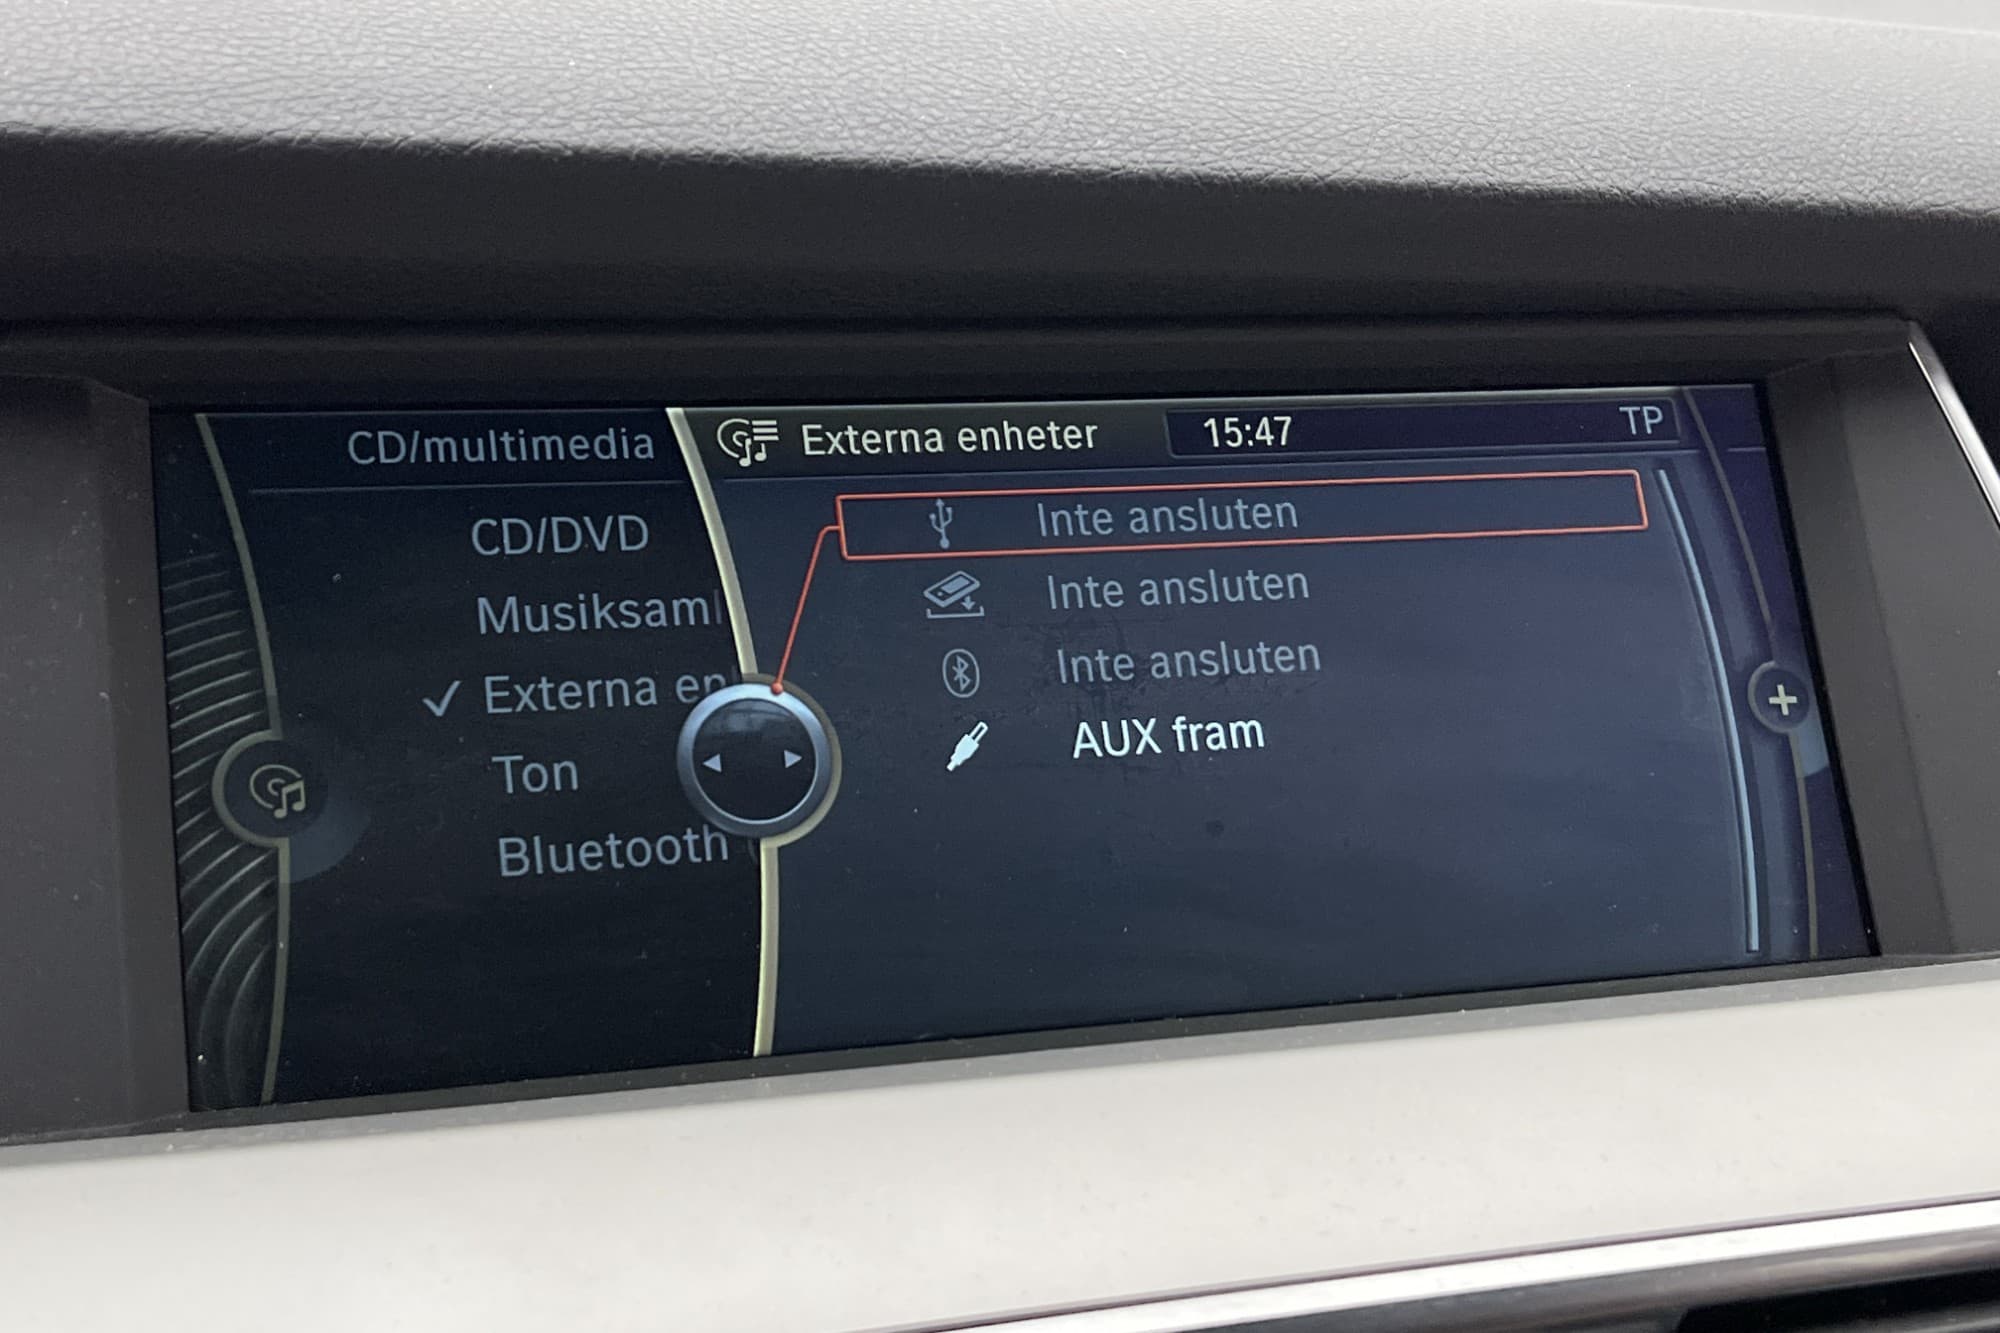 CD/multimedia
Externa enheter
15:47
TP
CD/DVD
Musiksaml
✓ Externa en
Ton
Bluetooth
Inte ansluten
Inte ansluten
Inte ansluten
AUX fram